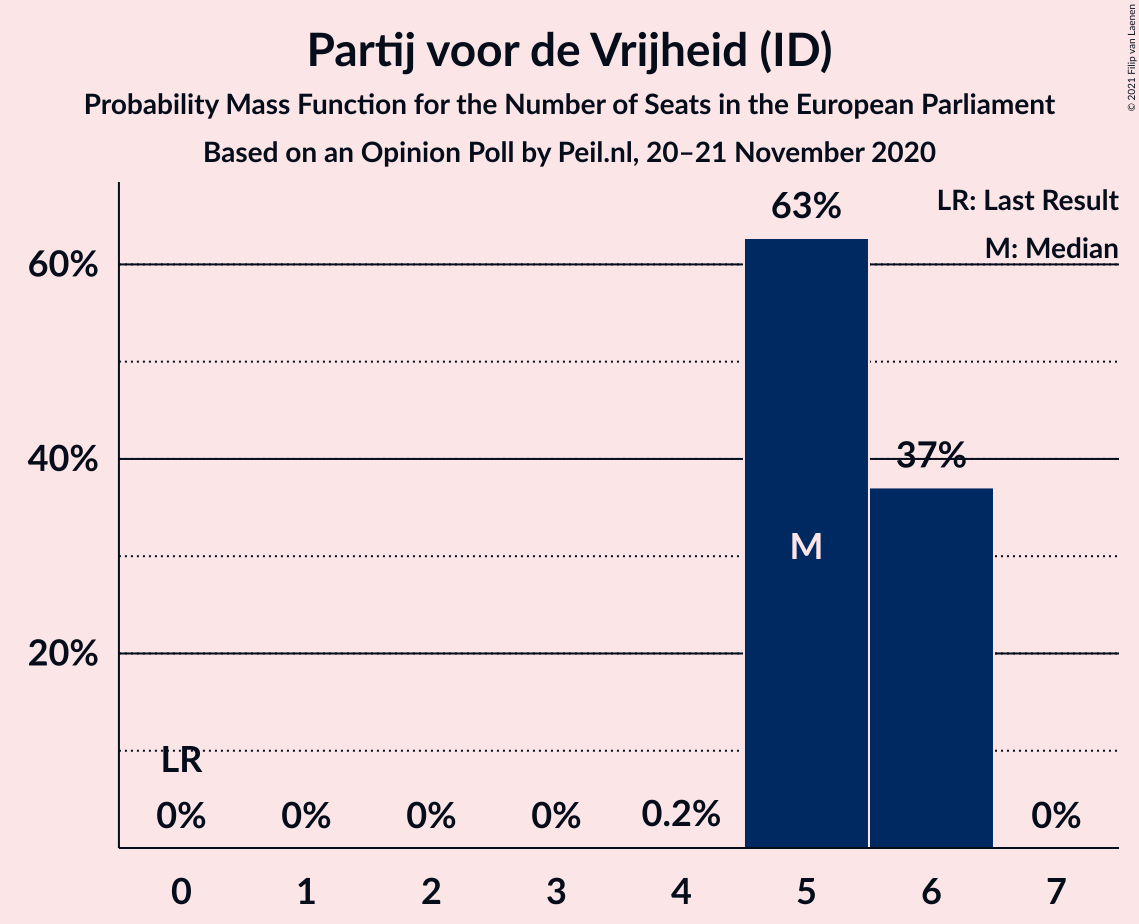 Partij voor de Vrijheid (ID)
Probability Mass Function for the Number of Seats in the European Parliament
Based on an Opinion Poll by Peil.nl, 20–21 November 2020
© 2021 Filip van Laenen
LR: Last Result
M: Median
63%
60%
37%
40%
M
20%
LR
0% 0% 0% 0% 0.2% 0%
0 1 2 3 4 5 6 7